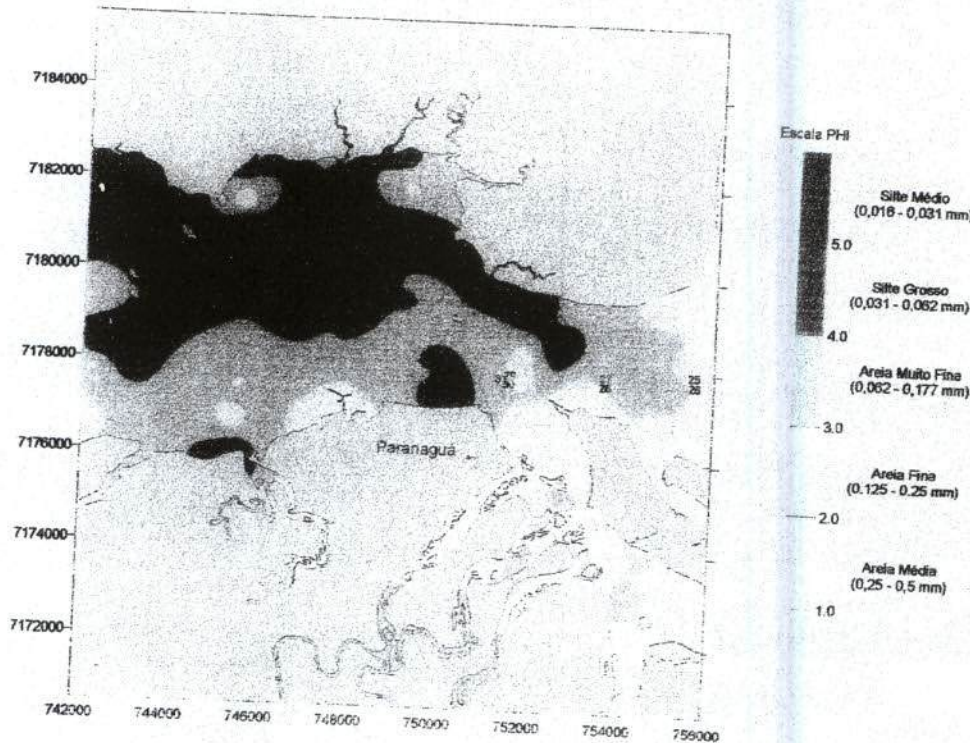 7184000
7182000
7180000
7178000
7176000
7174000
7172000
742000
744000
746000
748000
750000
752000
754000
756000
Paranaguá
Escala PHI
Silte Médio
(0,016 - 0,031 mm)
5.0
Silte Grosso
(0,031 - 0,062 mm)
4.0
Areia Muito Fina
(0,062 - 0,177 mm)
3.0
Areia Fina
(0.125 - 0.25 mm)
2.0
Areia Média
(0,25 - 0,5 mm)
1.0